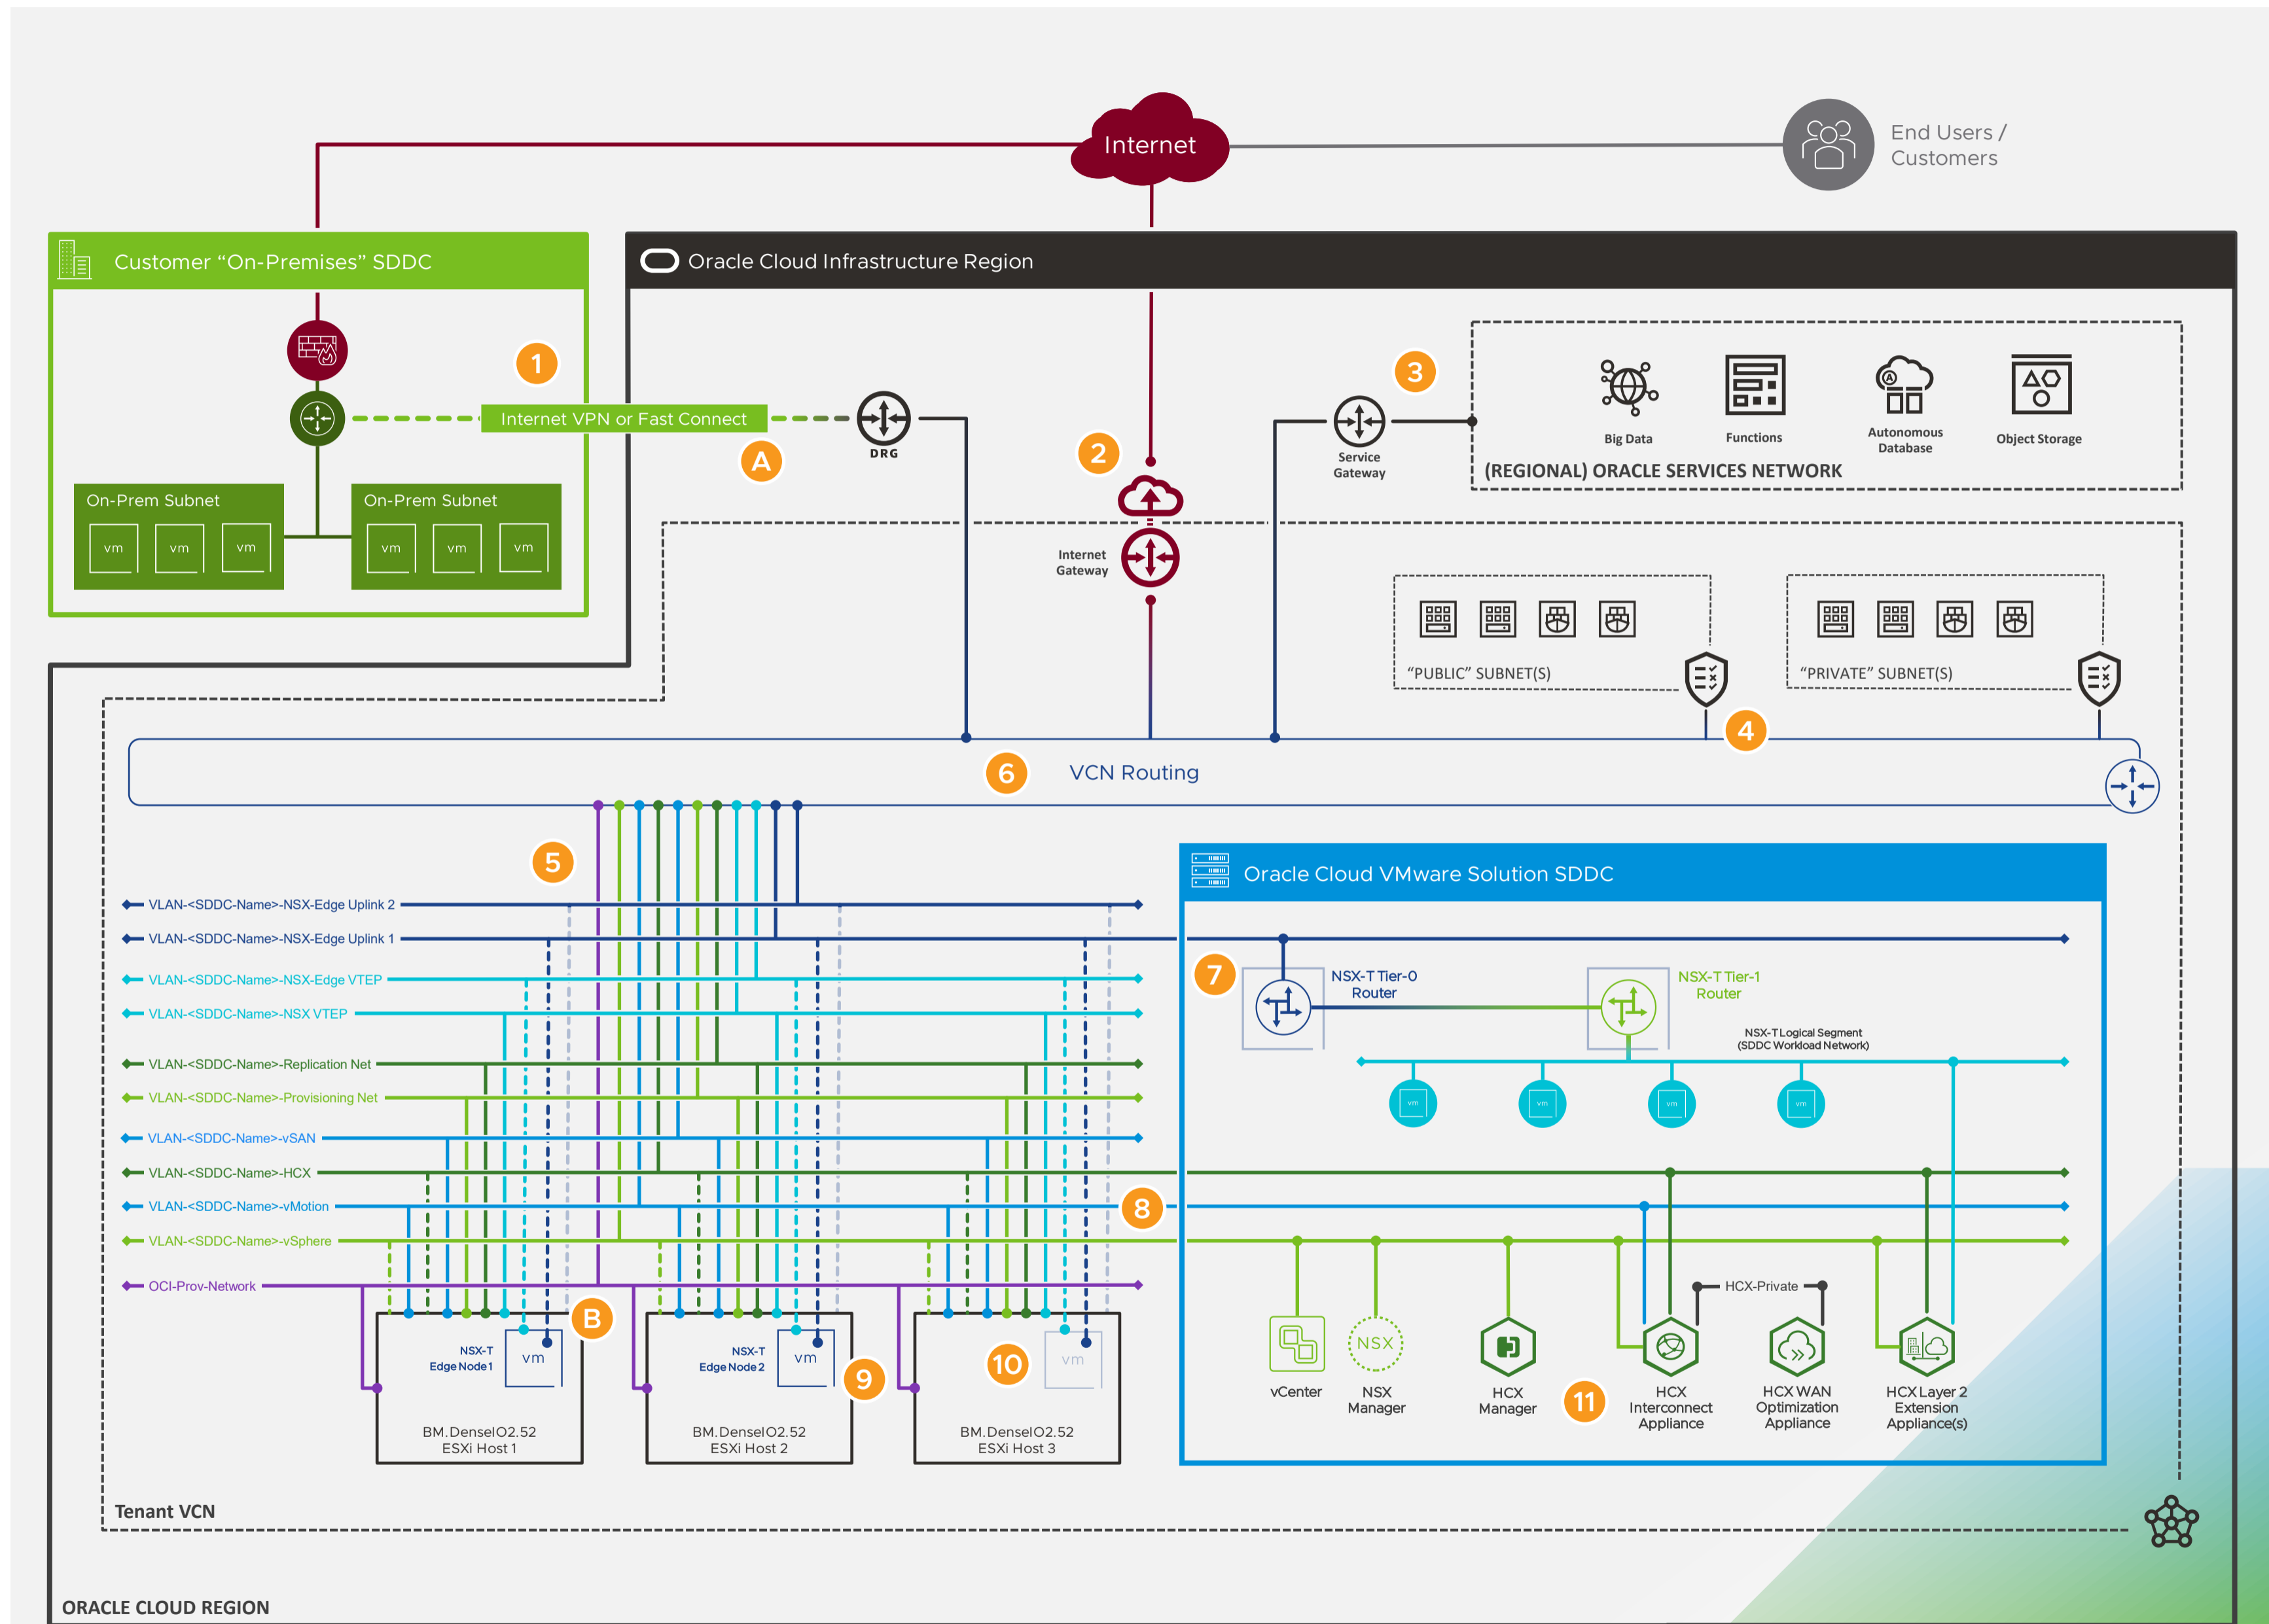 Internet
End Users /
Customers
Customer “On-Premises” SDDC
Oracle Cloud Infrastructure Region
1
Internet VPN or Fast Connect
A
DRG
2
3
Service
Gateway
Big Data
Functions
A
Autonomous
Database
Object Storage
(REGIONAL) ORACLE SERVICES NETWORK
On-Prem Subnet
vm
vm
vm
On-Prem Subnet
vm
vm
vm
Internet
Gateway
“PUBLIC” SUBNET(S)
“PRIVATE” SUBNET(S)
4
6
VCN Routing
5
VLAN-<SDDC-Name>-NSX-Edge Uplink 2
VLAN-<SDDC-Name>-NSX-Edge Uplink 1
VLAN-<SDDC-Name>-NSX-Edge VTEP
VLAN-<SDDC-Name>-NSX VTEP
VLAN-<SDDC-Name>-Replication Net
VLAN-<SDDC-Name>-Provisioning Net
VLAN-<SDDC-Name>-vSAN
VLAN-<SDDC-Name>-HCX
VLAN-<SDDC-Name>-vMotion
VLAN-<SDDC-Name>-vSphere
OCI-Prov-Network
Oracle Cloud VMware Solution SDDC
7
NSX-T Tier-0
Router
NSX-T Tier-1
Router
NSX-T Logical Segment
(SDDC Workload Network)
vm
vm
vm
vm
8
HCX-Private
NSX
vCenter
NSX
Manager
HCX
Manager
11
HCX
Interconnect
Appliance
HCX WAN
Optimization
Appliance
HCX Layer 2
Extension
Appliance(s)
B
NSX-T
Edge Node 1
vm
BM.DenseIO2.52
ESXi Host 1
NSX-T
Edge Node 2
vm
9
BM.DenseIO2.52
ESXi Host 2
10
vm
BM.DenseIO2.52
ESXi Host 3
Tenant VCN
ORACLE CLOUD REGION